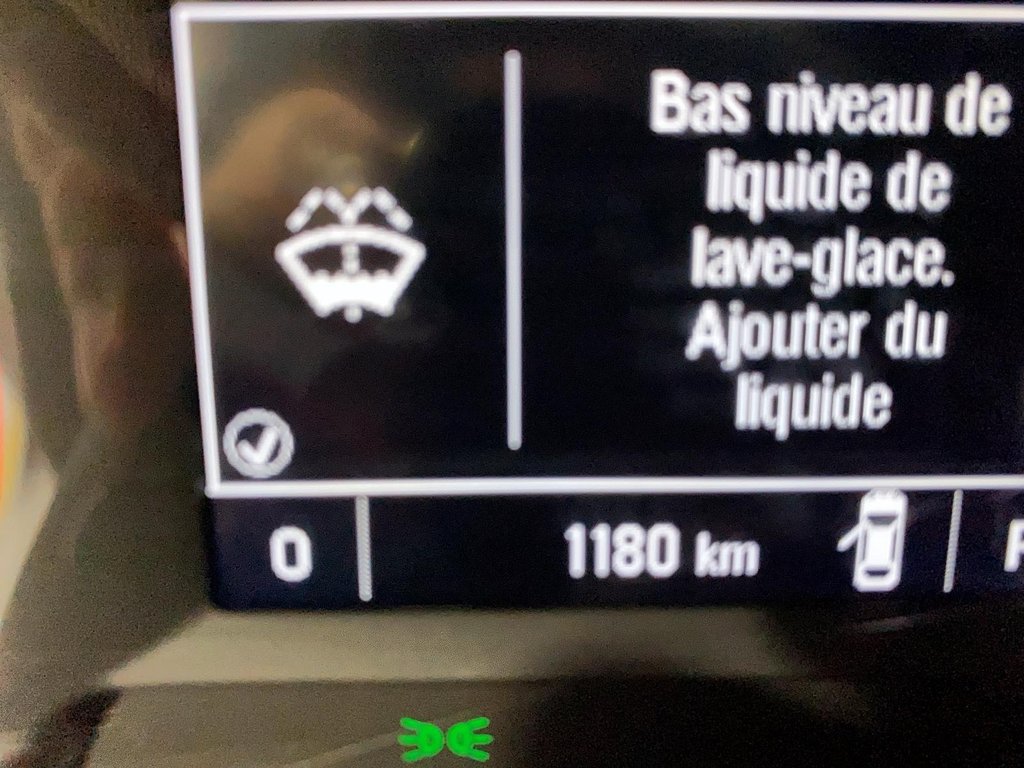 Bas niveau de
liquide de
lave-glace.
Ajouter du
liquide
0 1180 km